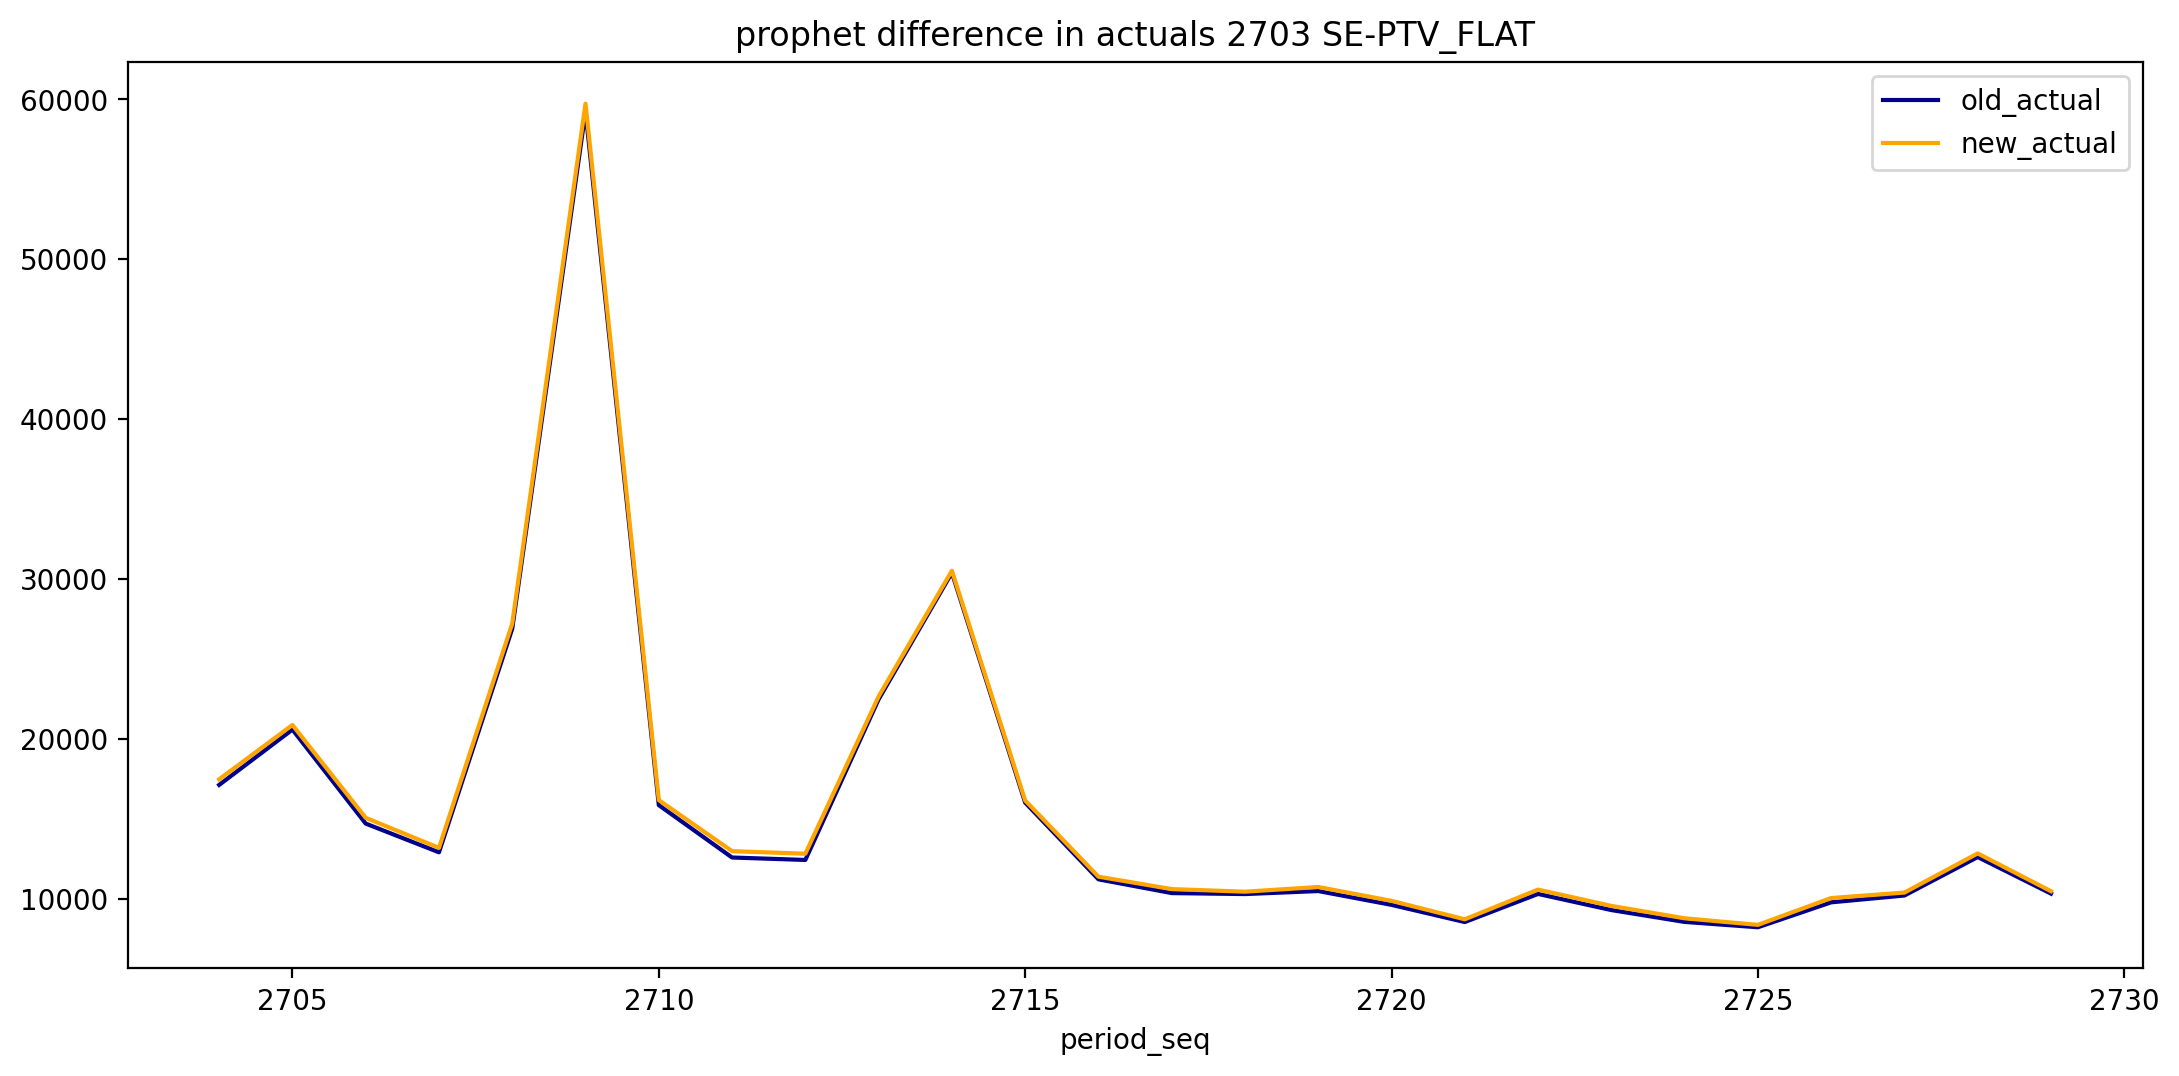 prophet difference in actuals 2703 SE-PTV_FLAT
old_actual
new_actual
60000
50000
40000
30000
20000
10000
2705 2710 2715 2720 2725 2730
period_seq